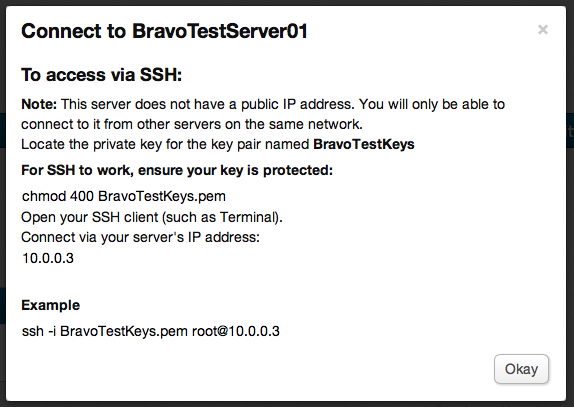 Connect to BravoTestServer01
×
To access via SSH:
Note: This server does not have a public IP address. You will only be able to
connect to it from other servers on the same network.
Locate the private key for the key pair named BravoTestKeys
For SSH to work, ensure your key is protected:
chmod 400 BravoTestKeys.pem
Open your SSH client (such as Terminal).
Connect via your server's IP address:
10.0.0.3
Example
ssh -i BravoTestKeys.pem root@10.0.0.3
Okay